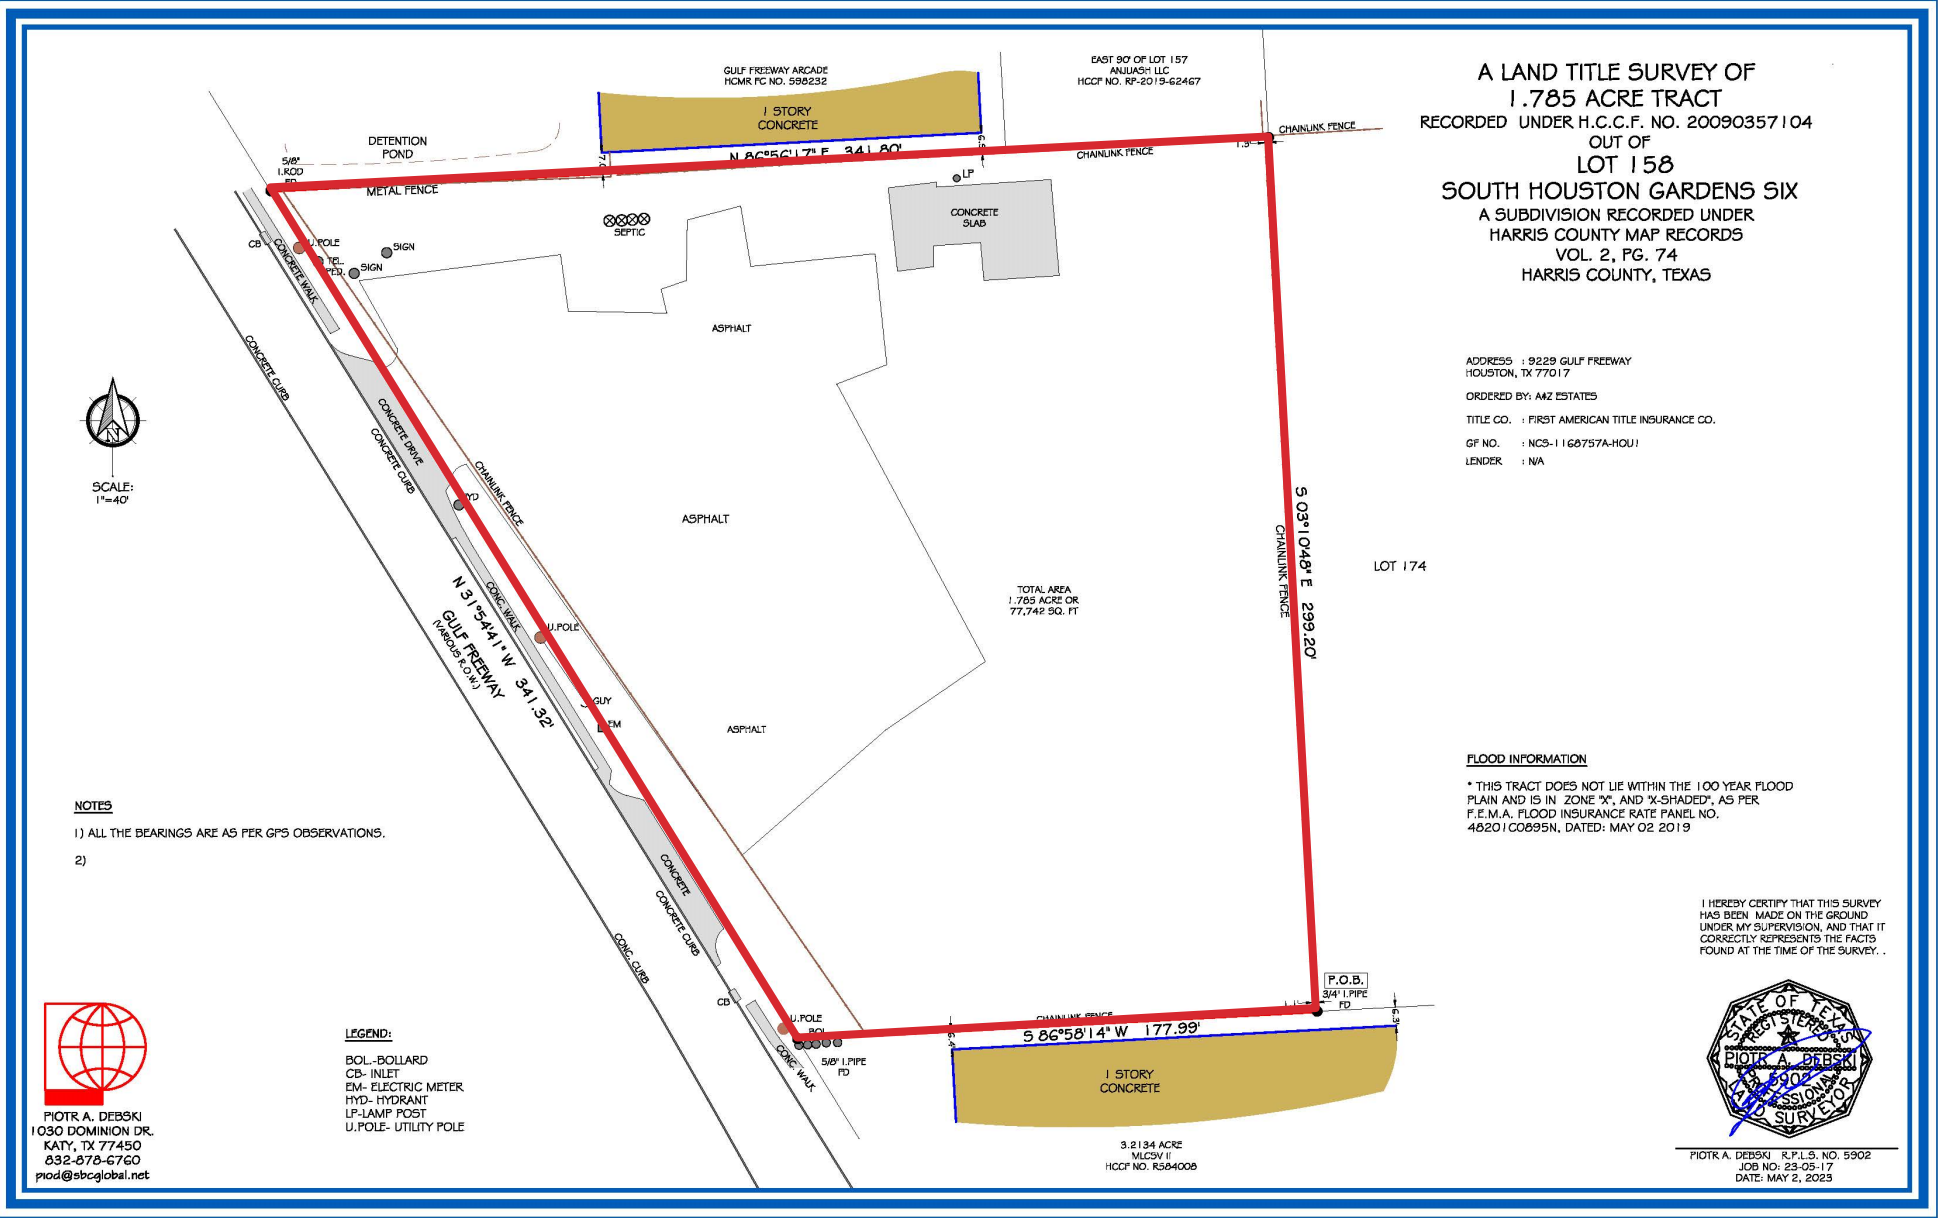 A LAND TITLE SURVEY OF
1.785 ACRE TRACT
RECORDED UNDER H.C.C.F. NO. 20090357104
OUT OF
LOT 158
SOUTH HOUSTON GARDENS SIX
A SUBDIVISION RECORDED UNDER
HARRIS COUNTY MAP RECORDS
VOL. 2, PG. 74
HARRIS COUNTY, TEXAS
ADDRESS : 9229 GULF FREEWAY
HOUSTON, TX 77017
ORDERED BY: A&Z ESTATES
TITLE CO. : FIRST AMERICAN TITLE INSURANCE CO.
GF NO. : NCS-1168757A-HOU1
LENDER : N/A
GULF FREEWAY ARCADE
HCMR FC NO. 598232
1 STORY
CONCRETE
EAST 90' OF LOT 157
ANJUASH LLC
HCCF NO. RP-2019-62467
DETENTION
POND
5/8"
I.ROD
FD
N 86°56'17" E 341.80'
CHAINLINK FENCE
CHAINLINK FENCE
1.3'
METAL FENCE
LP
CONCRETE
SLAB
SEPTIC
U.POLE
CB
TEL.
PED.
SIGN
SIGN
CONCRETE WALK
CONCRETE CURB
ASPHALT
N
SCALE:
1"=40'
CONCRETE DRIVE
CONCRETE CURB
CHAINLINK FENCE
ASPHALT
S 03°10'48" E 299.20'
CHAINLINK FENCE
LOT 174
TOTAL AREA
1.785 ACRE OR
77,742 SQ. FT
N 31°54'41" W 341.32'
GULF FREEWAY
(VARIOUS R.O.W.)
CONC. WALK
U.POLE
GUY
EM
ASPHALT
FLOOD INFORMATION
* THIS TRACT DOES NOT LIE WITHIN THE 100 YEAR FLOOD
PLAIN AND IS IN ZONE "X", AND "X-SHADED", AS PER
F.E.M.A. FLOOD INSURANCE RATE PANEL NO.
48201C0895N, DATED: MAY 02 2019
NOTES
1) ALL THE BEARINGS ARE AS PER GPS OBSERVATIONS.
2)
CONCRETE
CONCRETE CURB
CONC. CURB
CB
U.POLE
BOL.
5/8" I.PIPE
FD
CONC. WALK
P.O.B.
3/4" I.PIPE
FD
CHAINLINK FENCE
S 86°58'14" W 177.99'
6.3'
1 STORY
CONCRETE
3.2134 ACRE
MLCSV II
HCCF NO. R584008
LEGEND:
BOL.-BOLLARD
CB- INLET
EM- ELECTRIC METER
HYD- HYDRANT
LP-LAMP POST
U.POLE- UTILITY POLE
PIOTR A. DEBSKI
1030 DOMINION DR.
KATY, TX 77450
832-878-6760
piod@sbcglobal.net
I HEREBY CERTIFY THAT THIS SURVEY
HAS BEEN MADE ON THE GROUND
UNDER MY SUPERVISION, AND THAT IT
CORRECTLY REPRESENTS THE FACTS
FOUND AT THE TIME OF THE SURVEY. .
STATE OF TEXAS
REGISTERED
PIOTR A. DEBSKI
5902
PROFESSIONAL
LAND SURVEYOR
PIOTR A. DEBSKI R.P.L.S. NO. 5902
JOB NO: 23-05-17
DATE: MAY 2, 2023